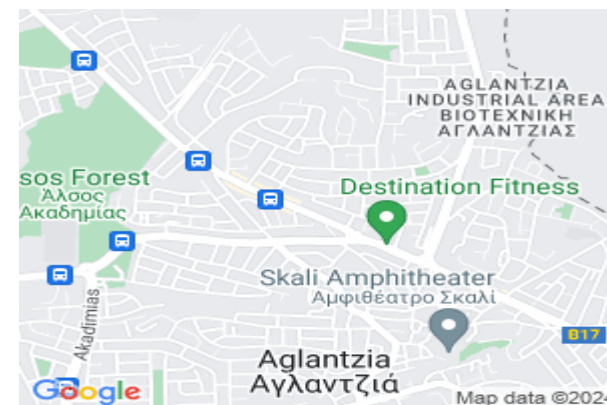 AGLANTZIA
INDUSTRIAL AREA
ΒΙΟΤΕΧΝΙΚΗ
ΑΓΛΑΝΤΖΙΑΣ
sos Forest
Άλσος
Ακαδημίας
Destination Fitness
Skali Amphitheater
Αμφιθέατρο Σκαλί
Akadimias
B17
Aglantzia
Αγλαντζιά
Google
Map data ©2024